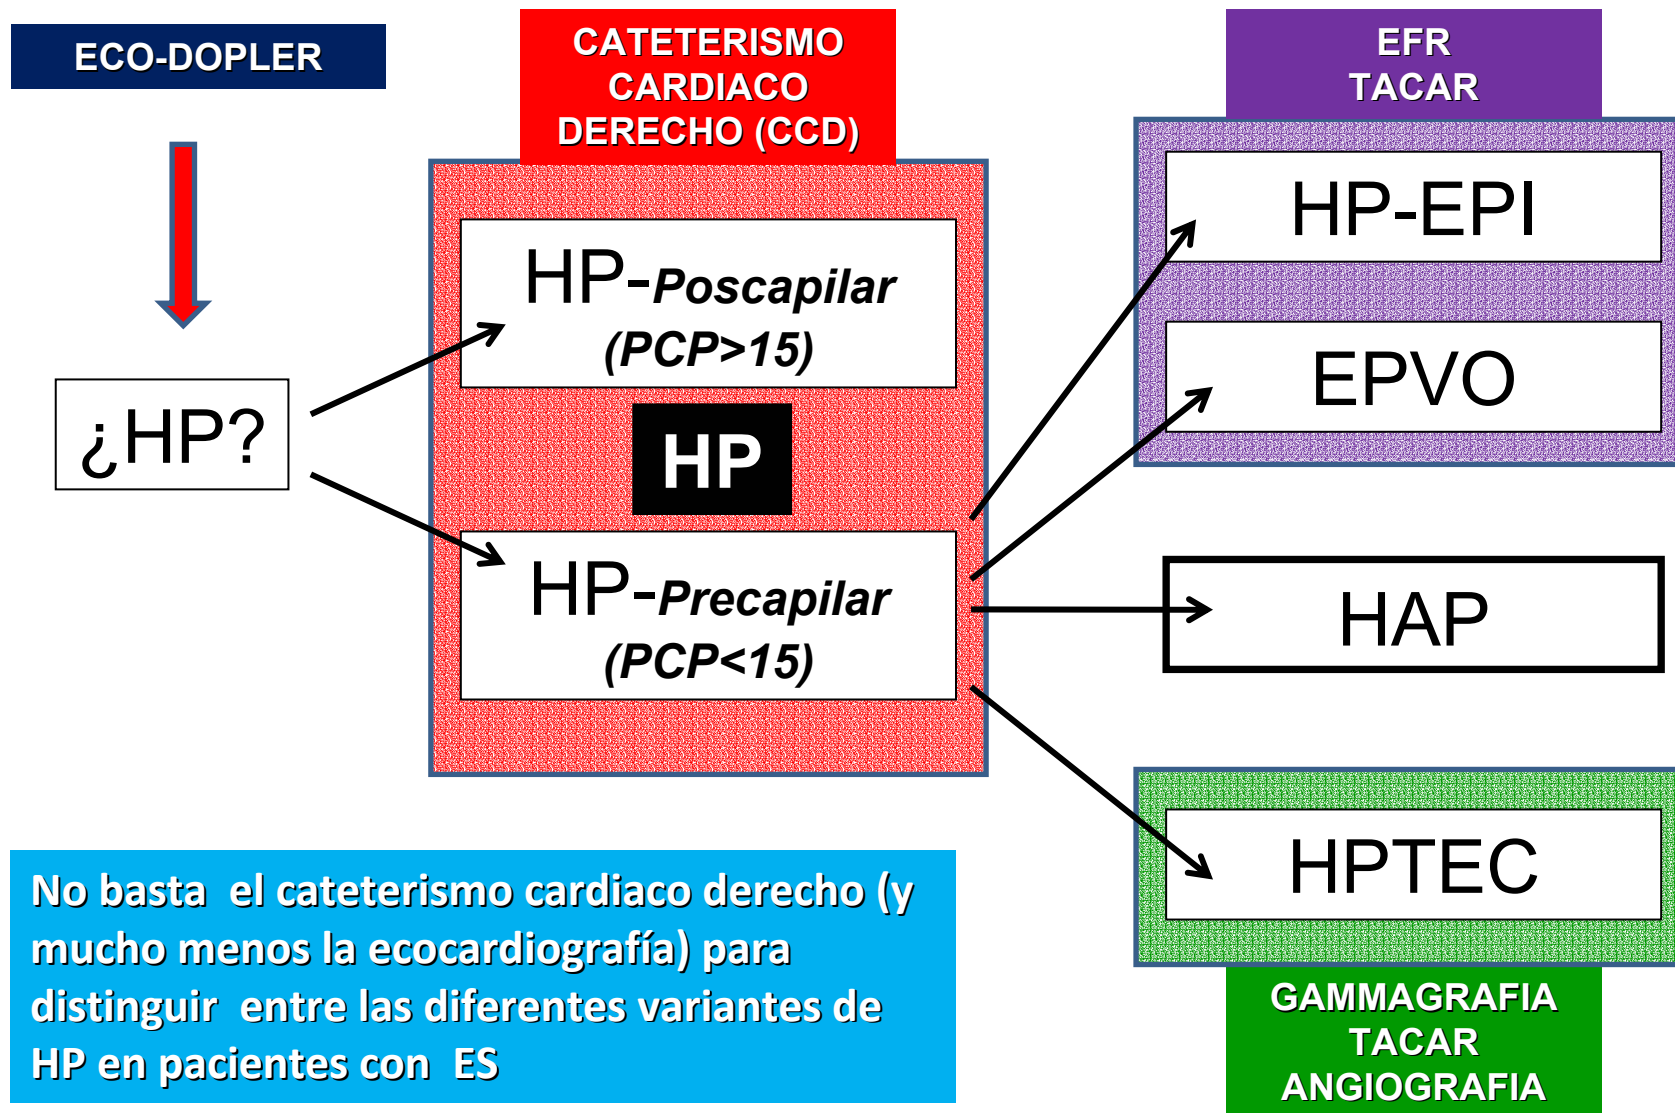 ECO-DOPLER
¿HP?
CATETERISMO
CARDIACO
DERECHO (CCD)
HP-Poscapilar
(PCP>15)
HP
HP-Precapilar
(PCP<15)
EFR
TACAR
HP-EPI
EPVO
HAP
HPTEC
GAMMAGRAFIA
TACAR
ANGIOGRAFIA
No basta el cateterismo cardiaco derecho (y
mucho menos la ecocardiografía) para
distinguir entre las diferentes variantes de
HP en pacientes con ES